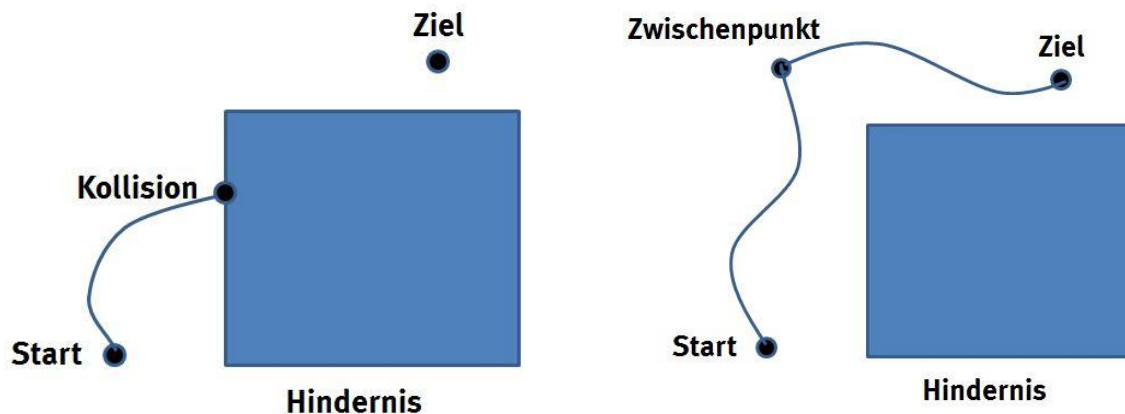 Ziel
Kollision
Start
Hindernis
Zwischenpunkt
Ziel
Start
Hindernis